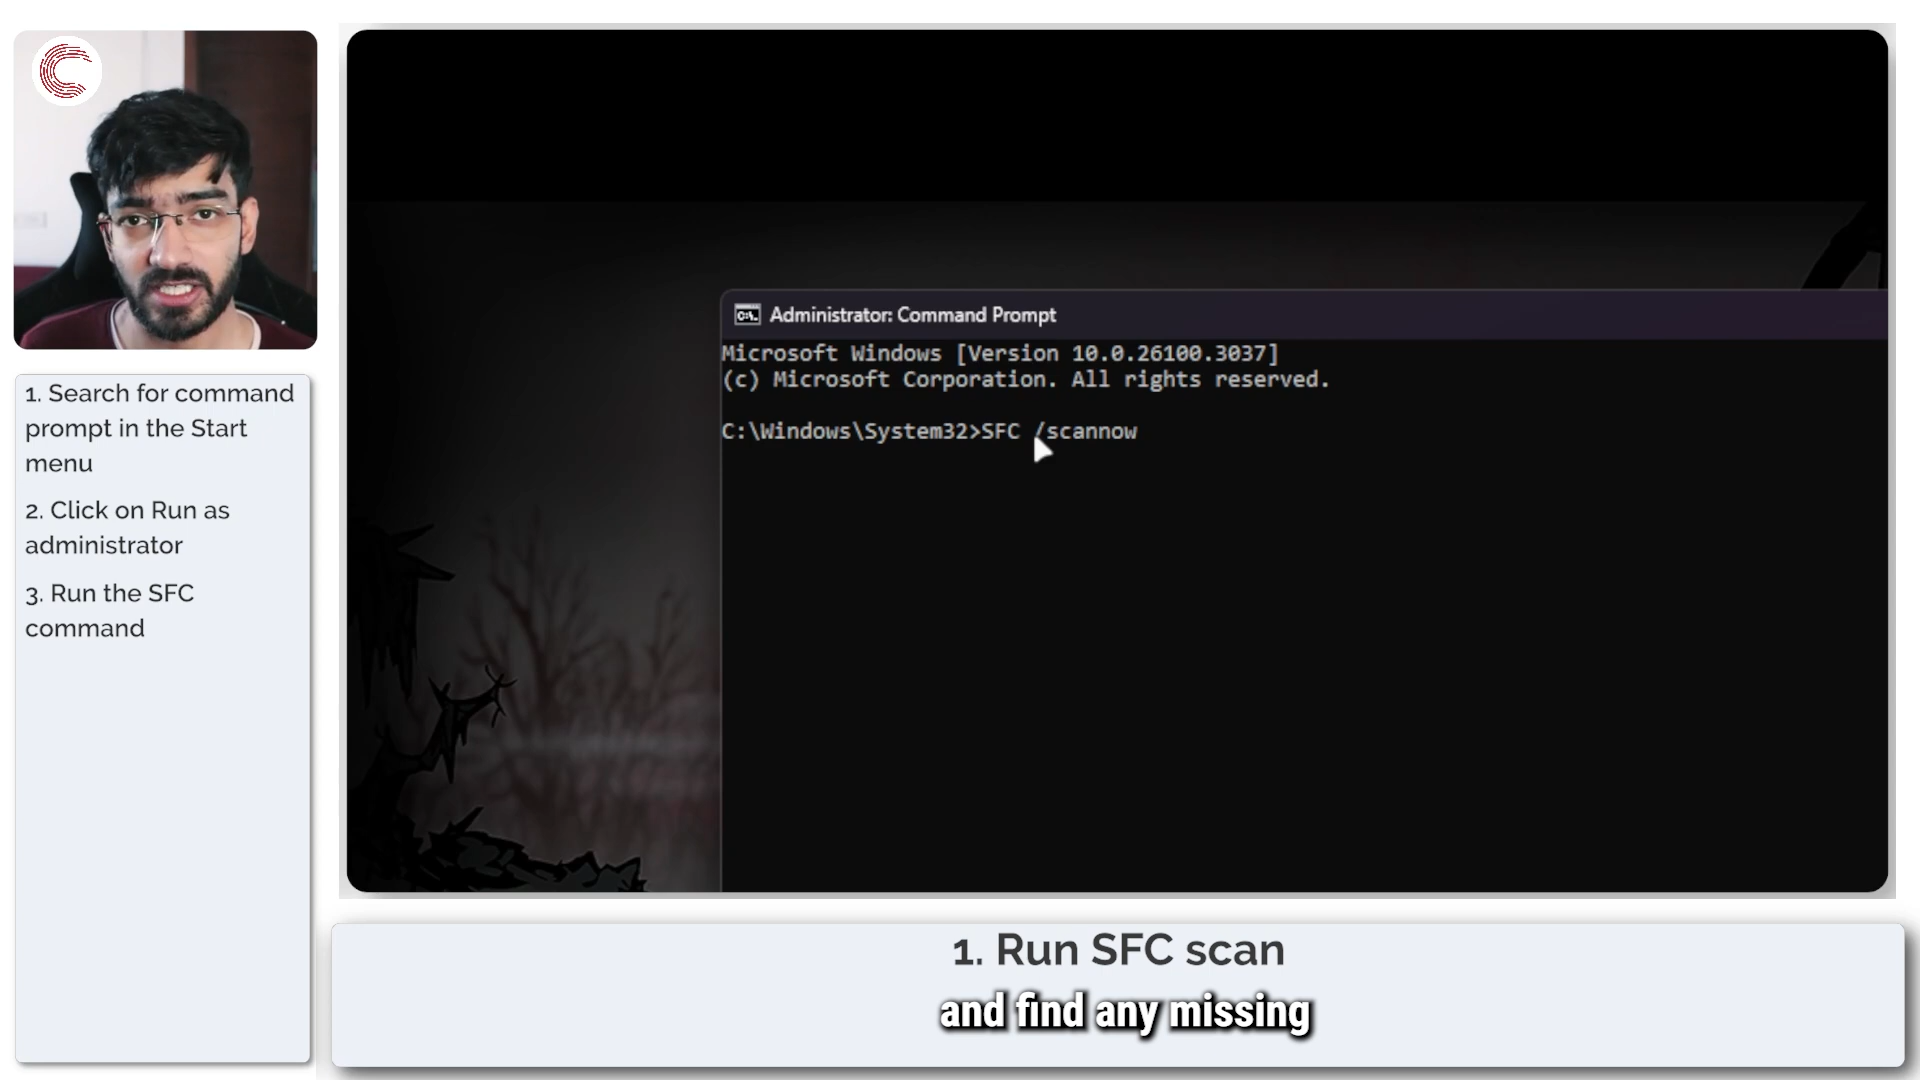 1. Search for command
prompt in the Start
menu
2. Click on Run as
administrator
3. Run the SFC
command
Administrator: Command Prompt
Microsoft Windows [Version 10.0.26100.3037]
(c) Microsoft Corporation. All rights reserved.
C:\Windows\System32>SFC /scannow
1. Run SFC scan
and find any missing